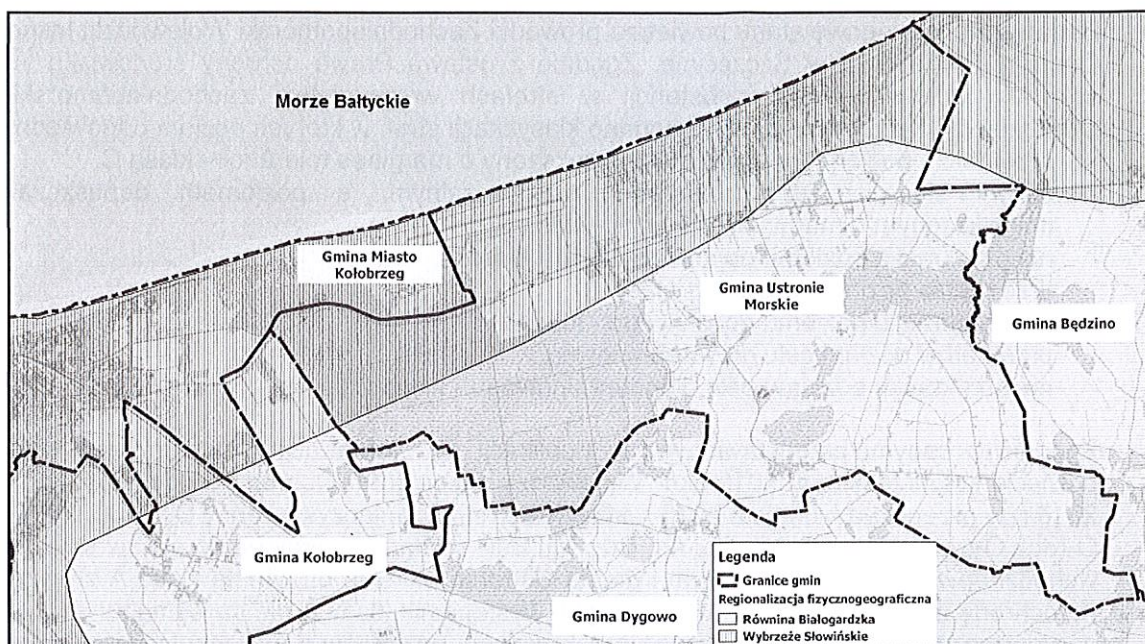 Morze Bałtyckie
Gmina Miasto
Kołobrzeg
Gmina Ustronie
Morskie
Gmina Będzino
Gmina Kołobrzeg
Gmina Dygowo
Legenda
Granice gmin
Regionalizacja fizycznogeograficzna
Równina Białogardzka
Wybrzeże Słowińskie